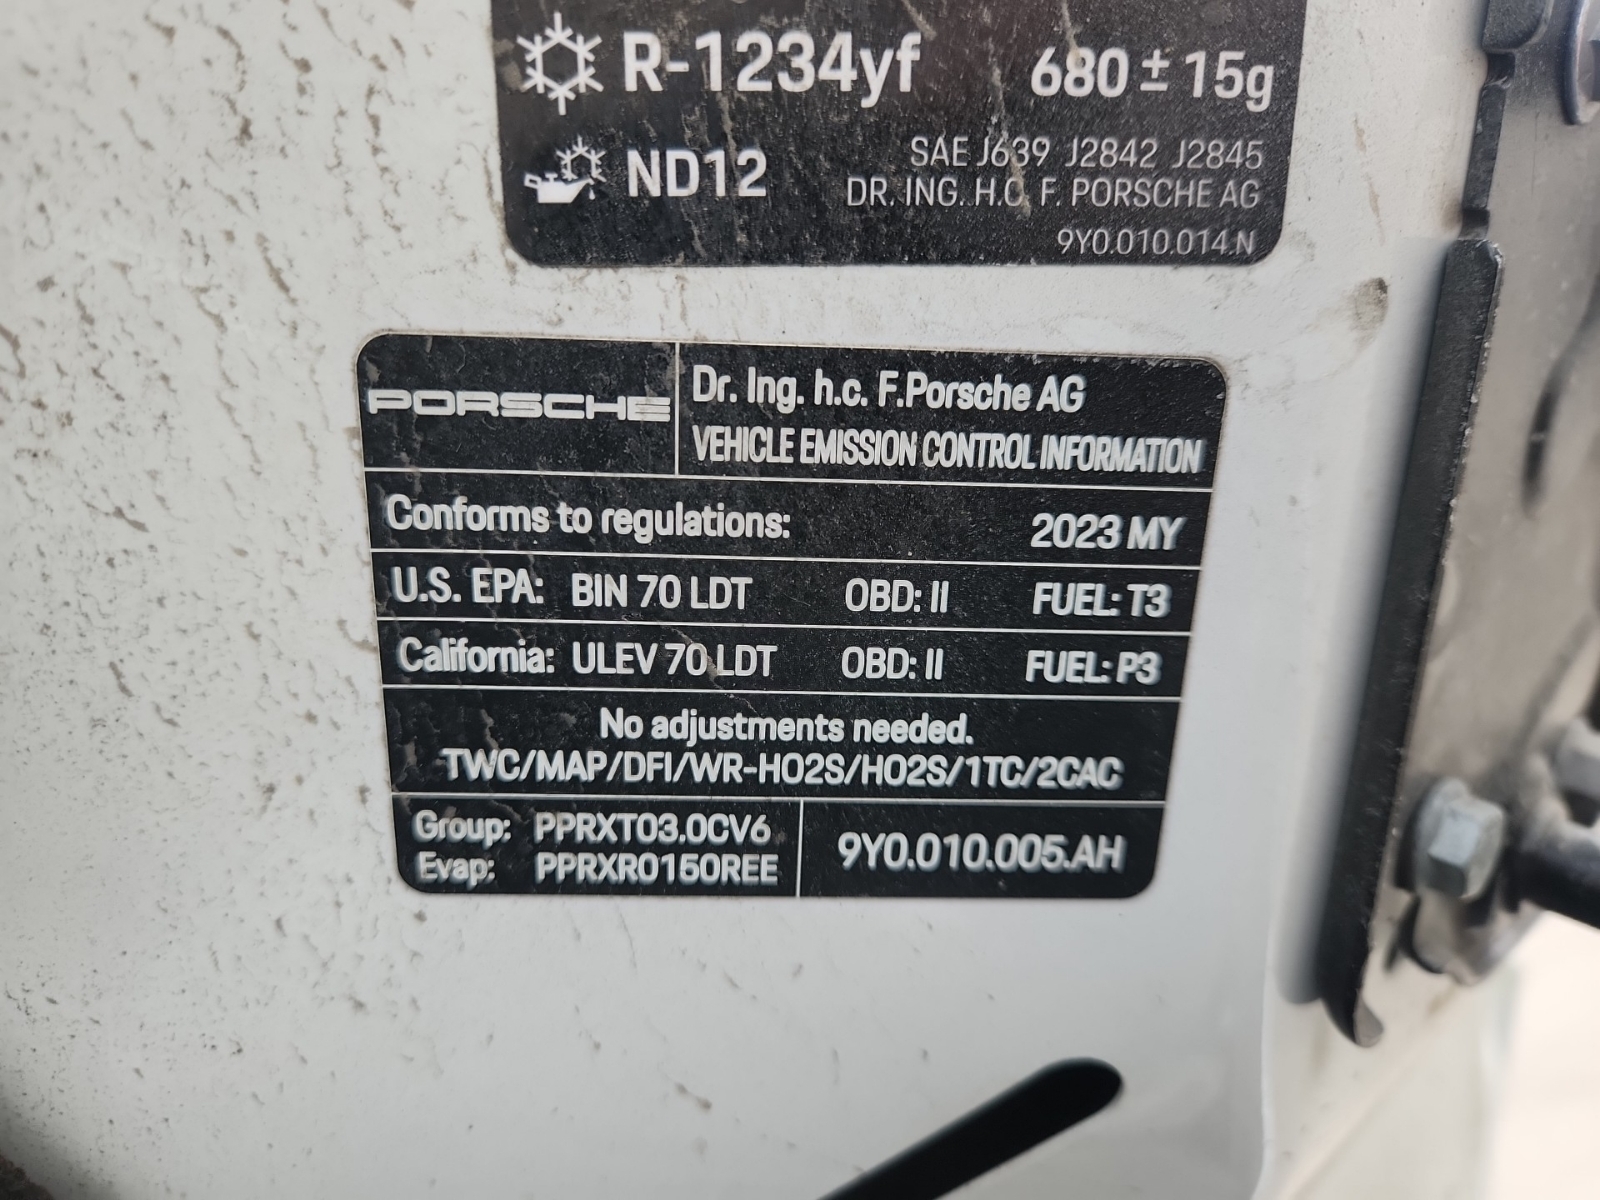 R-1234yf 680 ± 15g
ND12
SAE J639 J2842 J2845
DR. ING. H.C. F. PORSCHE AG
9Y0.010.014.N
PORSCHE
Dr. Ing. h.c. F.Porsche AG
VEHICLE EMISSION CONTROL INFORMATION
Conforms to regulations: 2023 MY
U.S. EPA: BIN 70 LDT OBD: II FUEL: T3
California: ULEV 70 LDT OBD: II FUEL: P3
No adjustments needed.
TWC/MAP/DFI/WR-HO2S/HO2S/1TC/2CAC
Group: PPRXT03.0CV6
Evap: PPRXR0150REE
9Y0.010.005.AH